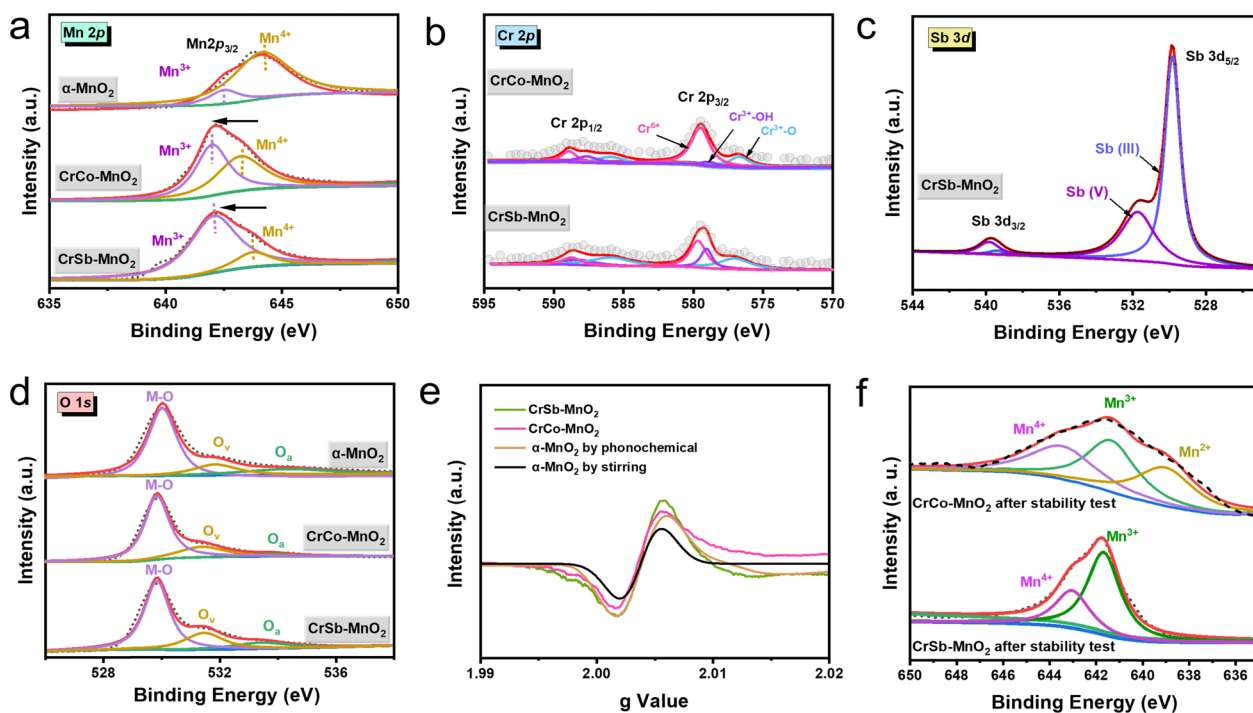 a
Mn 2p
Mn2p3/2
Mn4+
Mn3+
α-MnO2
Mn3+
Mn4+
CrCo-MnO2
Mn3+
Mn4+
CrSb-MnO2
Intensity (a.u.)
635 640 645 650
Binding Energy (eV)
b
Cr 2p
CrCo-MnO2
Cr 2p3/2
Cr 2p1/2
Cr6+
Cr3+-OH
Cr3+-O
CrSb-MnO2
Intensity (a.u.)
595 590 585 580 575 570
Binding Energy (eV)
c
Sb 3d
Sb 3d5/2
Sb (III)
Sb (V)
CrSb-MnO2
Sb 3d3/2
Intensity (a.u.)
544 540 536 532 528
Binding Energy (eV)
d
O 1s
M-O
Ov
Oa
α-MnO2
M-O
Ov
Oa
CrCo-MnO2
M-O
Ov
Oa
CrSb-MnO2
Intensity (a.u.)
528 532 536
Binding Energy (eV)
e
CrSb-MnO2
CrCo-MnO2
α-MnO2 by phonochemical
α-MnO2 by stirring
Intensity (a. u.)
1.99 2.00 2.01 2.02
g Value
f
Mn4+
Mn3+
Mn2+
CrCo-MnO2 after stability test
Mn3+
Mn4+
CrSb-MnO2 after stability test
Intensity (a. u.)
650 648 646 644 642 640 638 636
Binding Energy (eV)